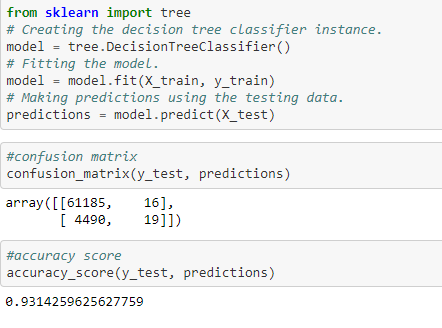 from sklearn import tree
# Creating the decision tree classifier instance.
model = tree.DecisionTreeClassifier()
# Fitting the model.
model = model.fit(X_train, y_train)
# Making predictions using the testing data.
predictions = model.predict(X_test)
#confusion matrix
confusion_matrix(y_test, predictions)
array([[61185,    16],
       [ 4490,    19]])
#accuracy score
accuracy_score(y_test, predictions)
0.9314259625627759